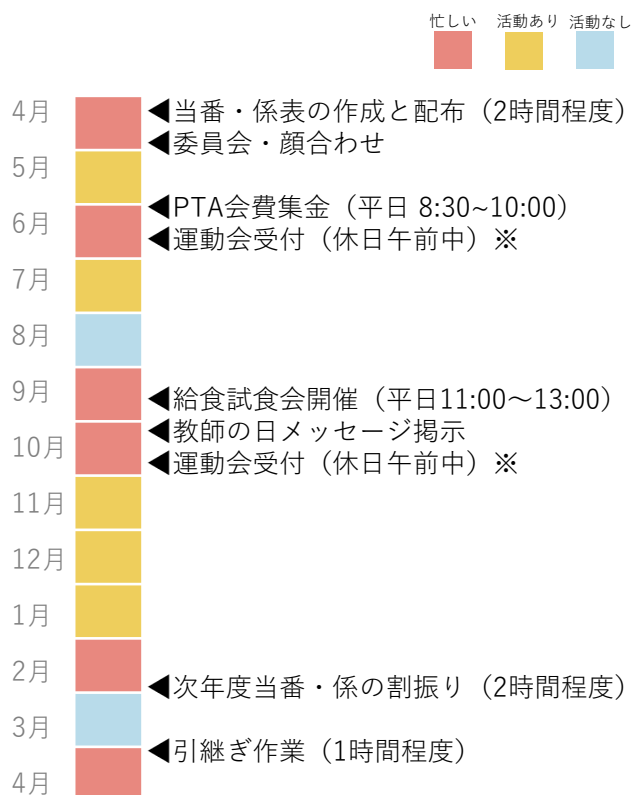 忙しい 活動あり 活動なし
4月 ◀当番・係表の作成と配布（2時間程度）
◀委員会・顔合わせ
5月
◀PTA会費集金（平日 8:30~10:00）
6月
◀運動会受付（休日午前中）※
7月
8月
9月
◀給食試食会開催（平日11:00〜13:00）
◀教師の日メッセージ掲示
10月
◀運動会受付（休日午前中）※
11月
12月
1月
2月
◀次年度当番・係の割振り（2時間程度）
3月
◀引継ぎ作業（1時間程度）
4月